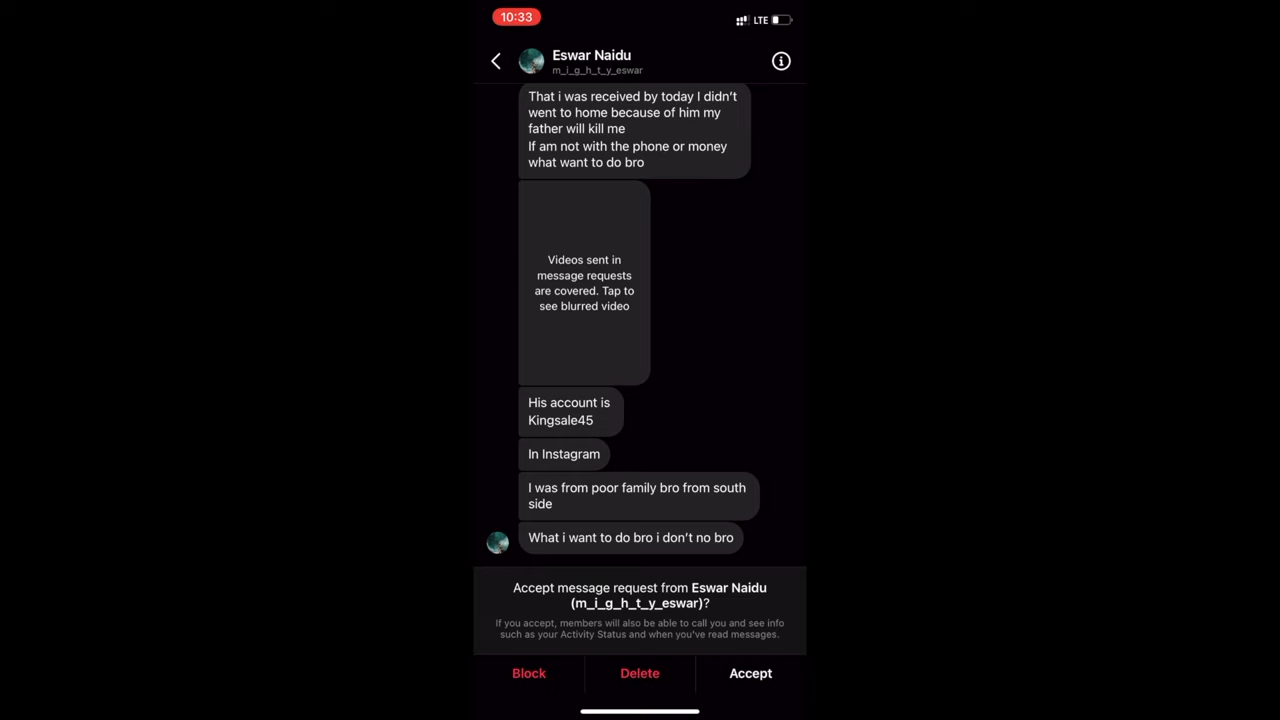 10:33
LTE
Eswar Naidu
m_i_g_h_t_y_eswar
That i was received by today I didn’t
went to home because of him my
father will kill me
If am not with the phone or money
what want to do bro
Videos sent in
message requests
are covered. Tap to
see blurred video
His account is
Kingsale45
In Instagram
I was from poor family bro from south
side
What i want to do bro i don’t no bro
Accept message request from Eswar Naidu
(m_i_g_h_t_y_eswar)?
If you accept, members will also be able to call you and see info
such as your Activity Status and when you've read messages.
Block
Delete
Accept